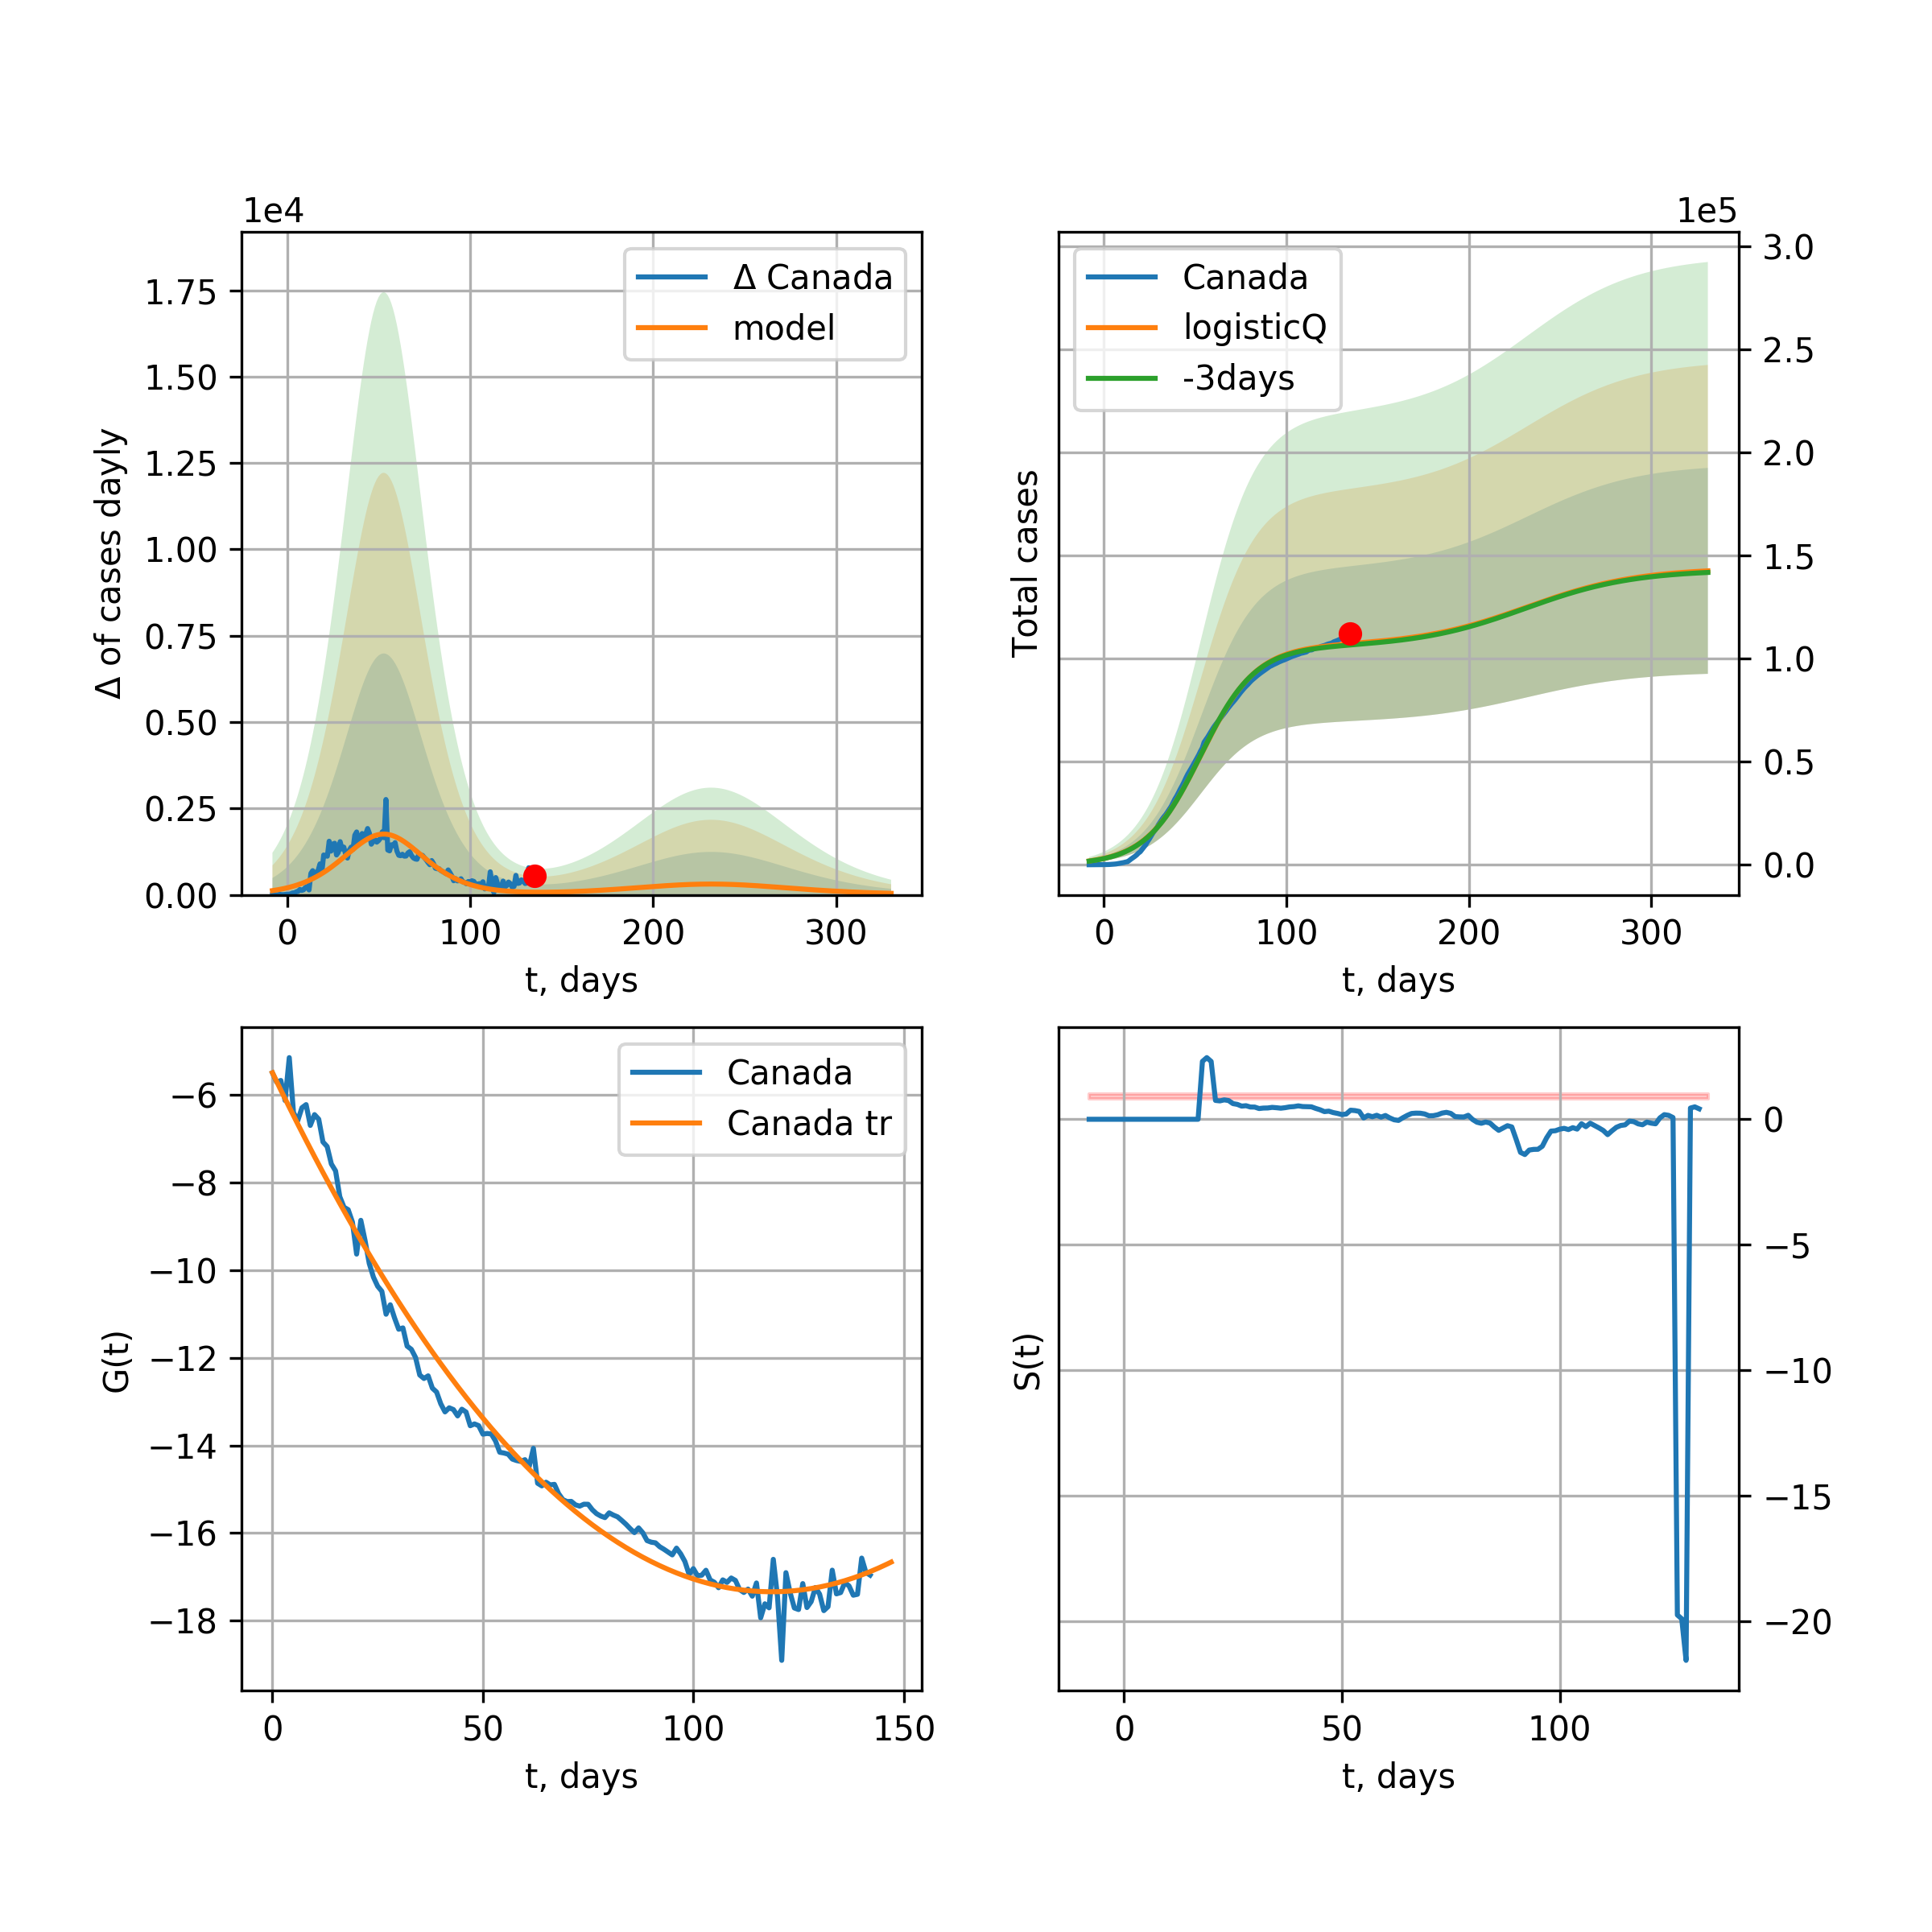 1e4
Δ of cases dayly
1.75
1.50
1.25
1.00
0.75
0.50
0.25
0.00
Δ Canada
model
0 100 200 300
t, days
1e5
Total cases
Canada
logisticQ
-3days
3.0
2.5
2.0
1.5
1.0
0.5
0.0
0 100 200 300
t, days
G(t)
−6
−8
−10
−12
−14
−16
−18
Canada
Canada tr
0 50 100 150
t, days
S(t)
0
−5
−10
−15
−20
0 50 100
t, days